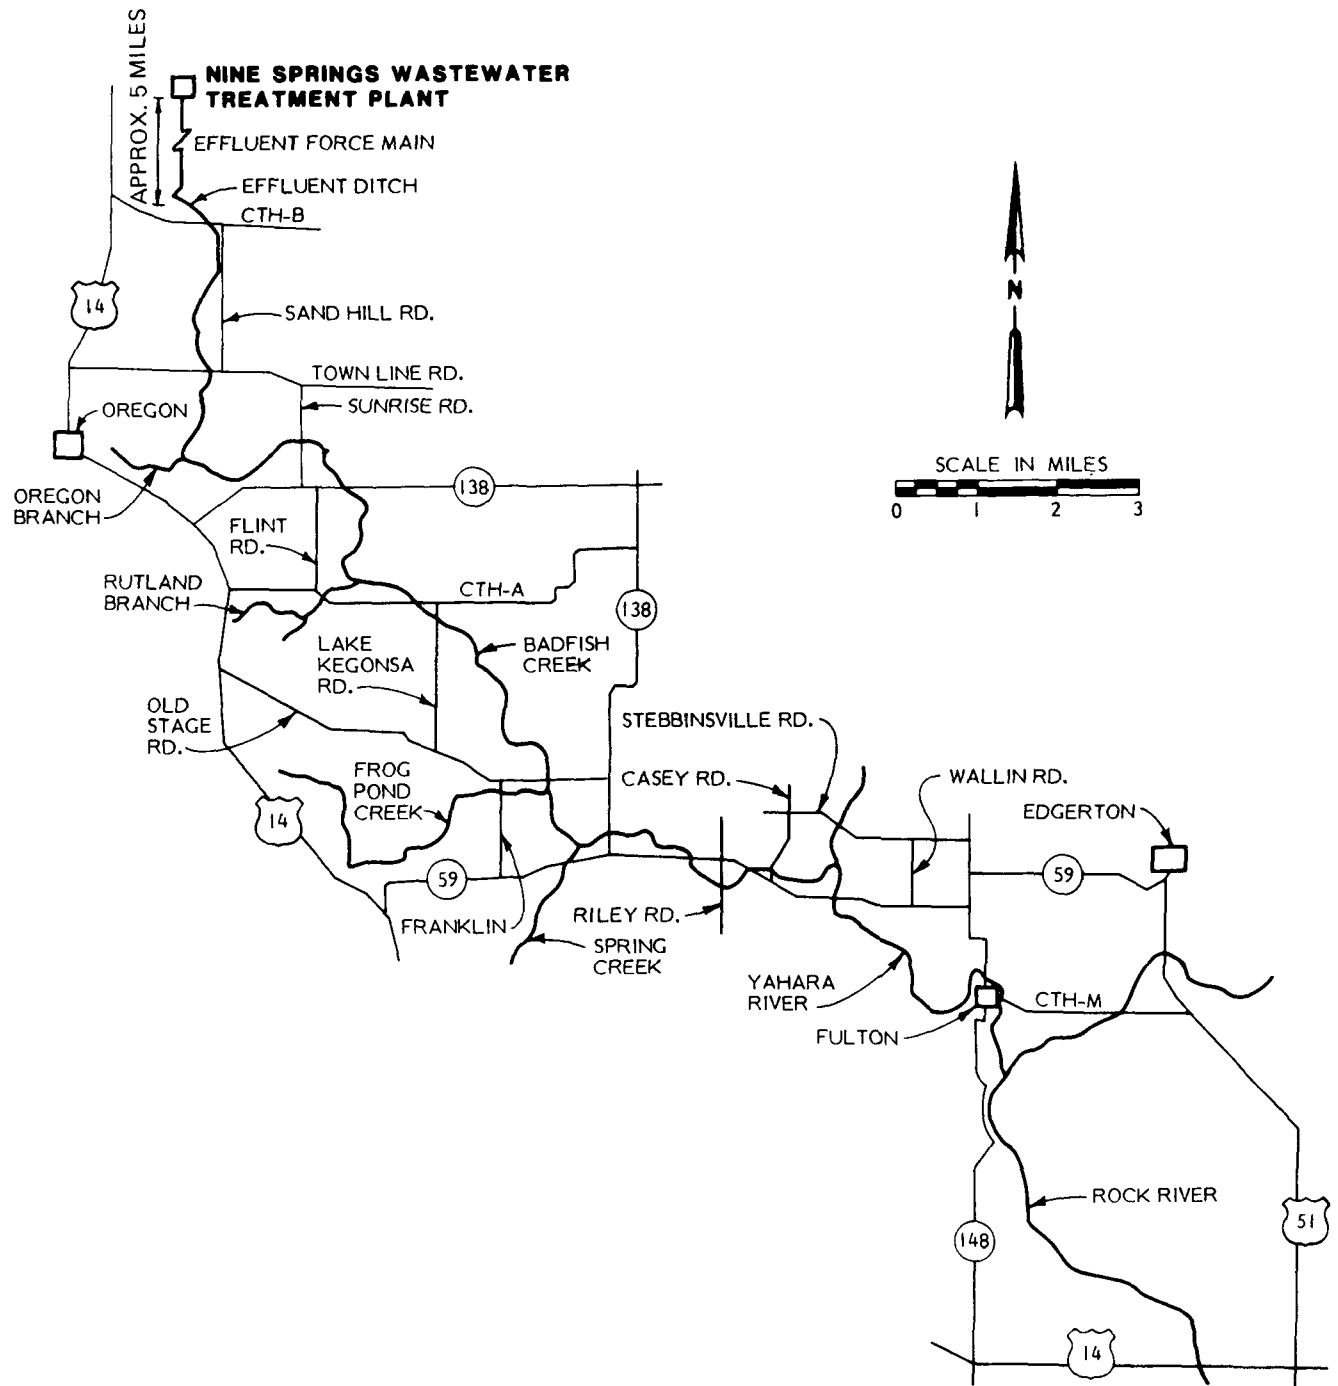 APPROX. 5 MILES
NINE SPRINGS WASTEWATER
TREATMENT PLANT
EFFLUENT FORCE MAIN
EFFLUENT DITCH
CTH-B
14
SAND HILL RD.
N
TOWN LINE RD.
SUNRISE RD.
OREGON
SCALE IN MILES
0 1 2 3
138
OREGON
BRANCH
FLINT
RD.
RUTLAND
BRANCH
CTH-A
138
LAKE
KEGONSA
RD.
BADFISH
CREEK
OLD
STAGE
RD.
STEBBINSVILLE RD.
FROG
POND
CREEK
CASEY RD.
WALLIN RD.
EDGERTON
14
59
59
FRANKLIN
RILEY RD.
SPRING
CREEK
YAHARA
RIVER
CTH-M
FULTON
ROCK RIVER
51
148
14